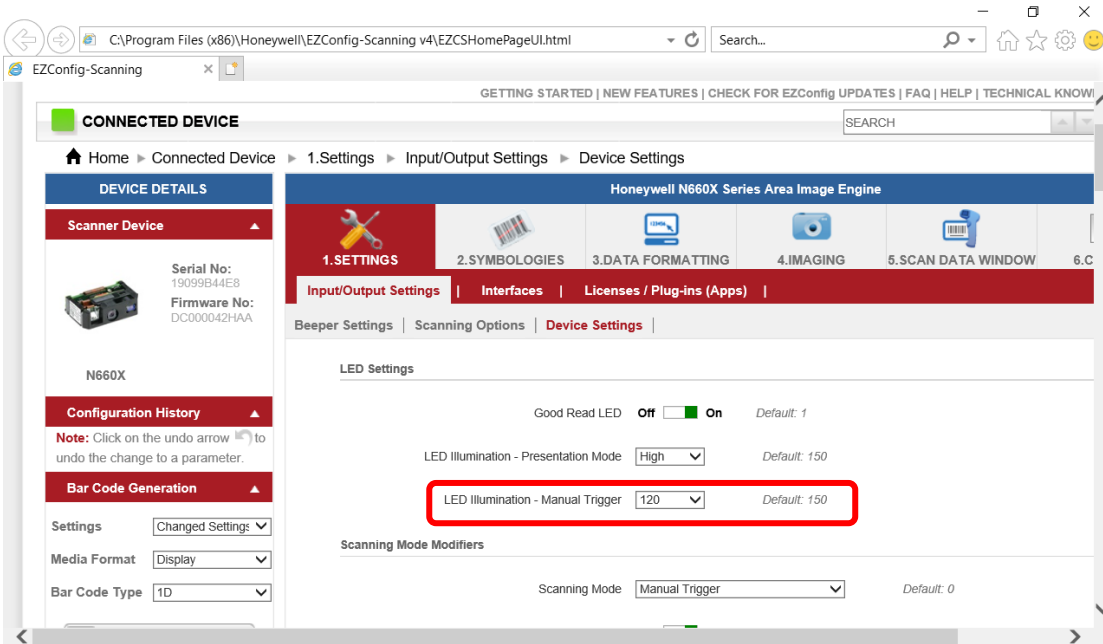 C:\Program Files (x86)\Honeywell\EZConfig-Scanning v4\EZCSHomePageUI.html
Search...
EZConfig-Scanning
GETTING STARTED | NEW FEATURES | CHECK FOR EZConfig UPDATES | FAQ | HELP | TECHNICAL KNOW
CONNECTED DEVICE
SEARCH
Home Connected Device 1.Settings Input/Output Settings Device Settings
DEVICE DETAILS
Honeywell N660X Series Area Image Engine
Scanner Device
1.SETTINGS 2.SYMBOLOGIES 3.DATA FORMATTING 4.IMAGING 5.SCAN DATA WINDOW 6.C
Serial No:
19099B44E8
Firmware No:
DC000042HAA
N660X
Input/Output Settings | Interfaces | Licenses / Plug-ins (Apps) |
Beeper Settings | Scanning Options | Device Settings |
LED Settings
Good Read LED Off On Default: 1
LED Illumination - Presentation Mode High Default: 150
LED Illumination - Manual Trigger 120 Default: 150
Scanning Mode Modifiers
Scanning Mode Manual Trigger Default: 0
Configuration History
Note: Click on the undo arrow to
undo the change to a parameter.
Bar Code Generation
Settings Changed Settings
Media Format Display
Bar Code Type 1D